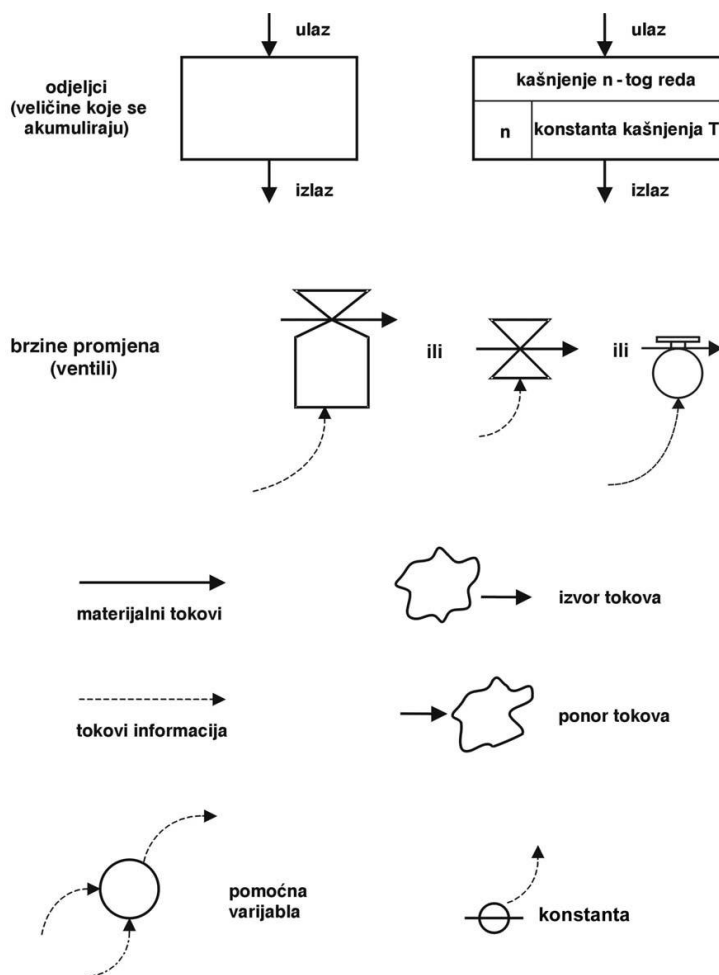 ulaz
ulaz
odjeljci
(veličine koje se
akumuliraju)
kašnjenje n - tog reda
n
konstanta kašnjenja T
izlaz
izlaz
brzine promjena
(ventili)
ili
ili
materijalni tokovi
izvor tokova
tokovi informacija
ponor tokova
pomoćna
varijabla
konstanta